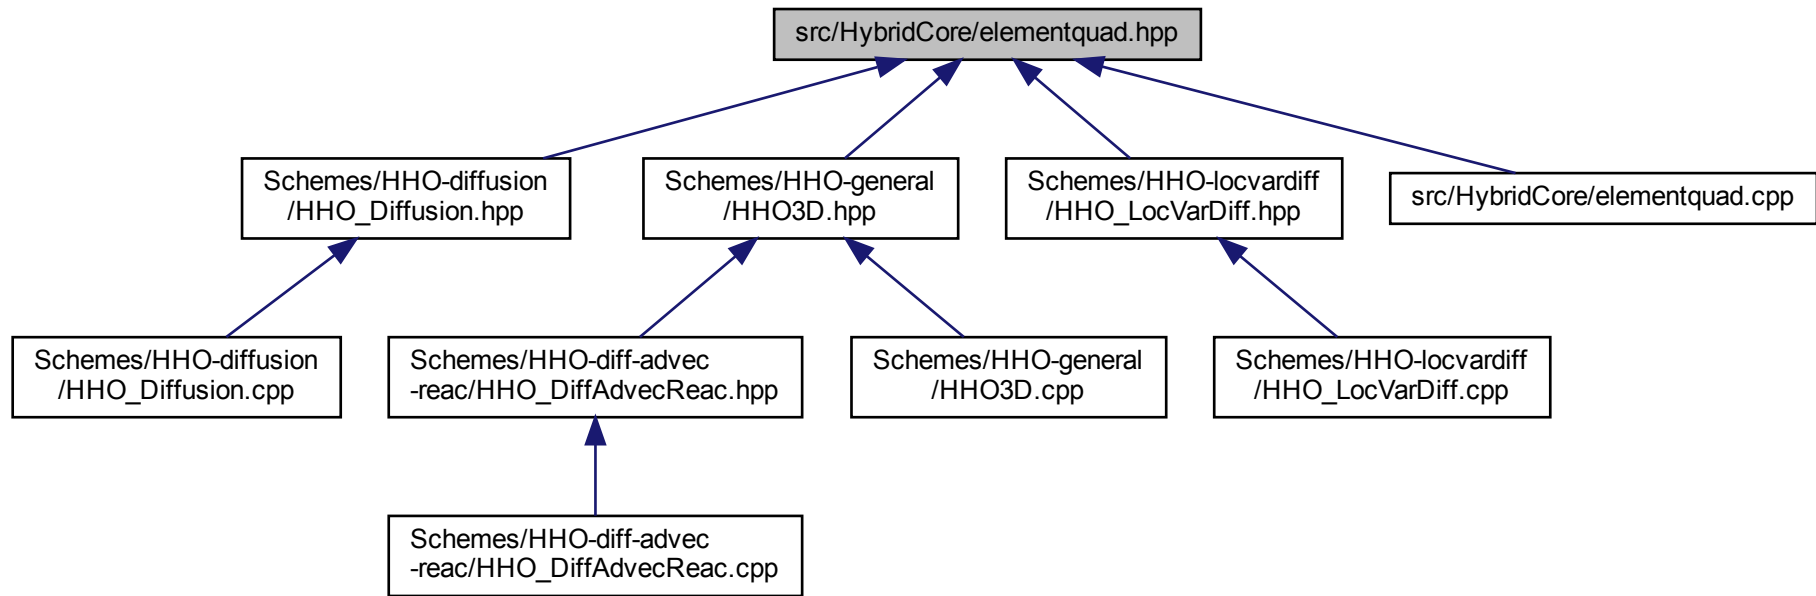 src/HybridCore/elementquad.hpp
Schemes/HHO-diffusion
/HHO_Diffusion.hpp
Schemes/HHO-general
/HHO3D.hpp
Schemes/HHO-locvardiff
/HHO_LocVarDiff.hpp
src/HybridCore/elementquad.cpp
Schemes/HHO-diffusion
/HHO_Diffusion.cpp
Schemes/HHO-diff-advec
-reac/HHO_DiffAdvecReac.hpp
Schemes/HHO-general
/HHO3D.cpp
Schemes/HHO-locvardiff
/HHO_LocVarDiff.cpp
Schemes/HHO-diff-advec
-reac/HHO_DiffAdvecReac.cpp